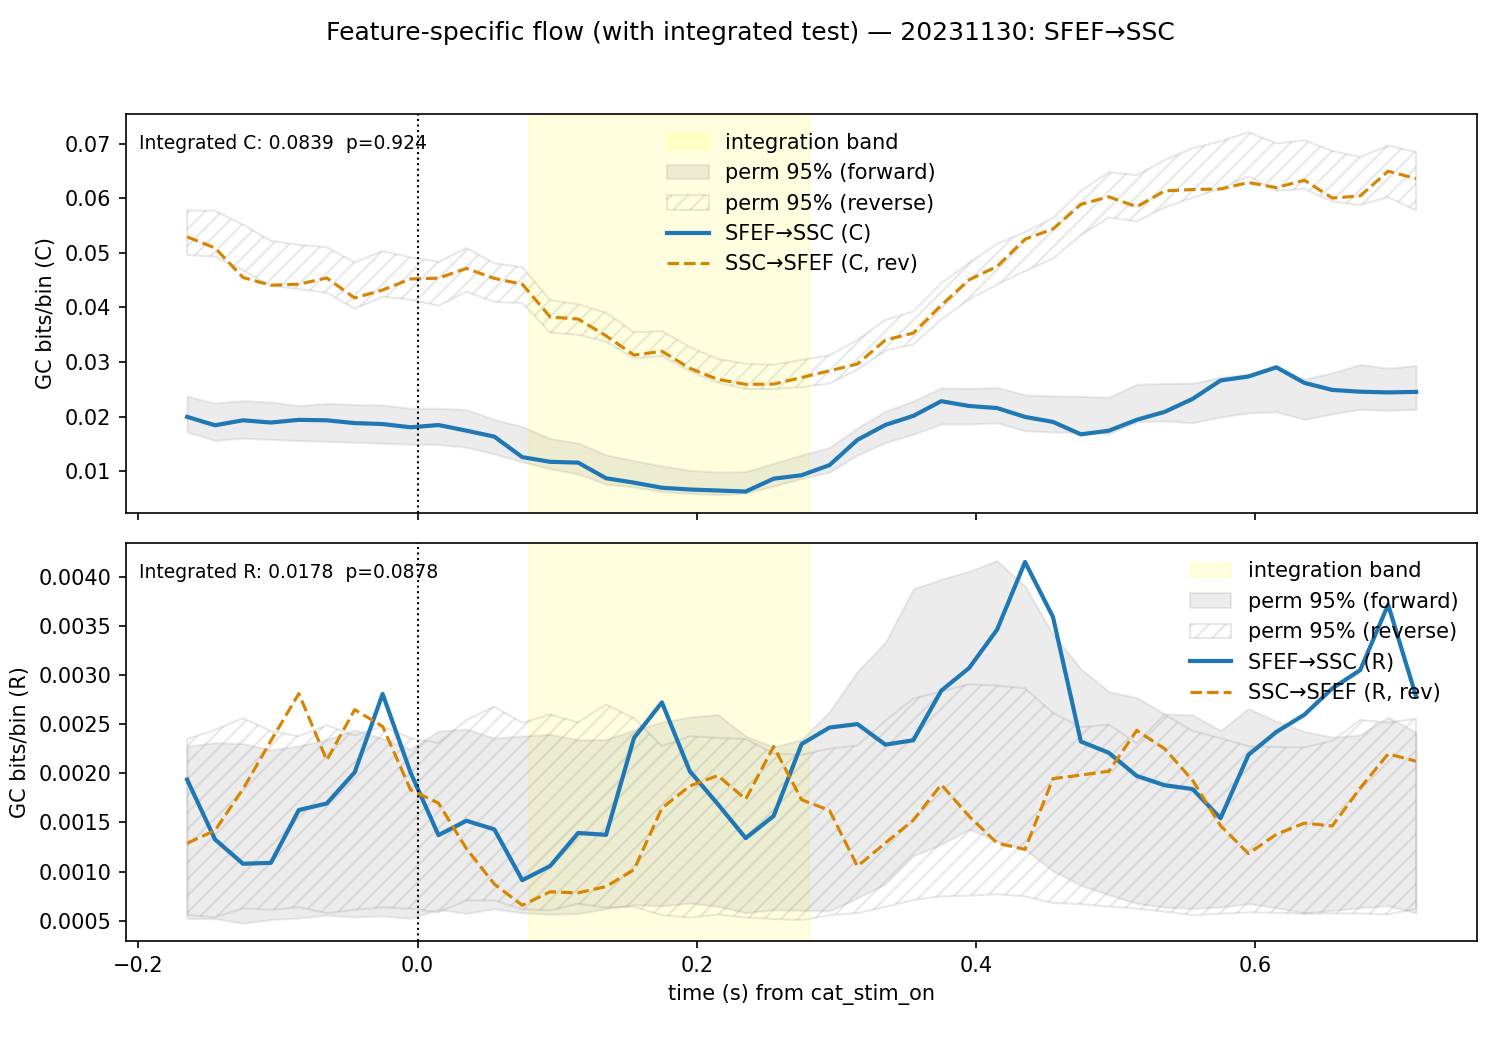 Feature-specific flow (with integrated test) — 20231130: SFEF→SSC
Integrated C: 0.0839  p=0.924
integration band
perm 95% (forward)
perm 95% (reverse)
SFEF→SSC (C)
SSC→SFEF (C, rev)
GC bits/bin (C)
0.07
0.06
0.05
0.04
0.03
0.02
0.01
Integrated R: 0.0178  p=0.0878
integration band
perm 95% (forward)
perm 95% (reverse)
SFEF→SSC (R)
SSC→SFEF (R, rev)
GC bits/bin (R)
0.0040
0.0035
0.0030
0.0025
0.0020
0.0015
0.0010
0.0005
−0.2
0.0
0.2
0.4
0.6
time (s) from cat_stim_on